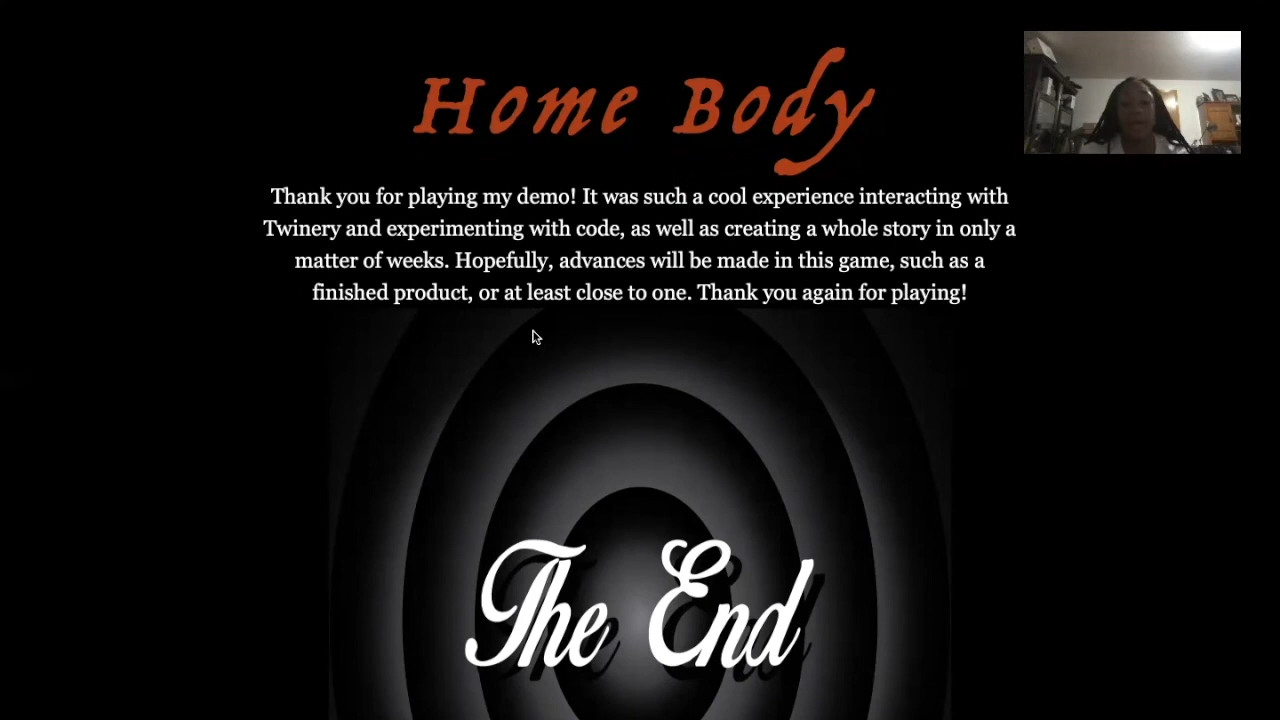 Home Body
Thank you for playing my demo! It was such a cool experience interacting with
Twinery and experimenting with code, as well as creating a whole story in only a
matter of weeks. Hopefully, advances will be made in this game, such as a
finished product, or at least close to one. Thank you again for playing!
The End